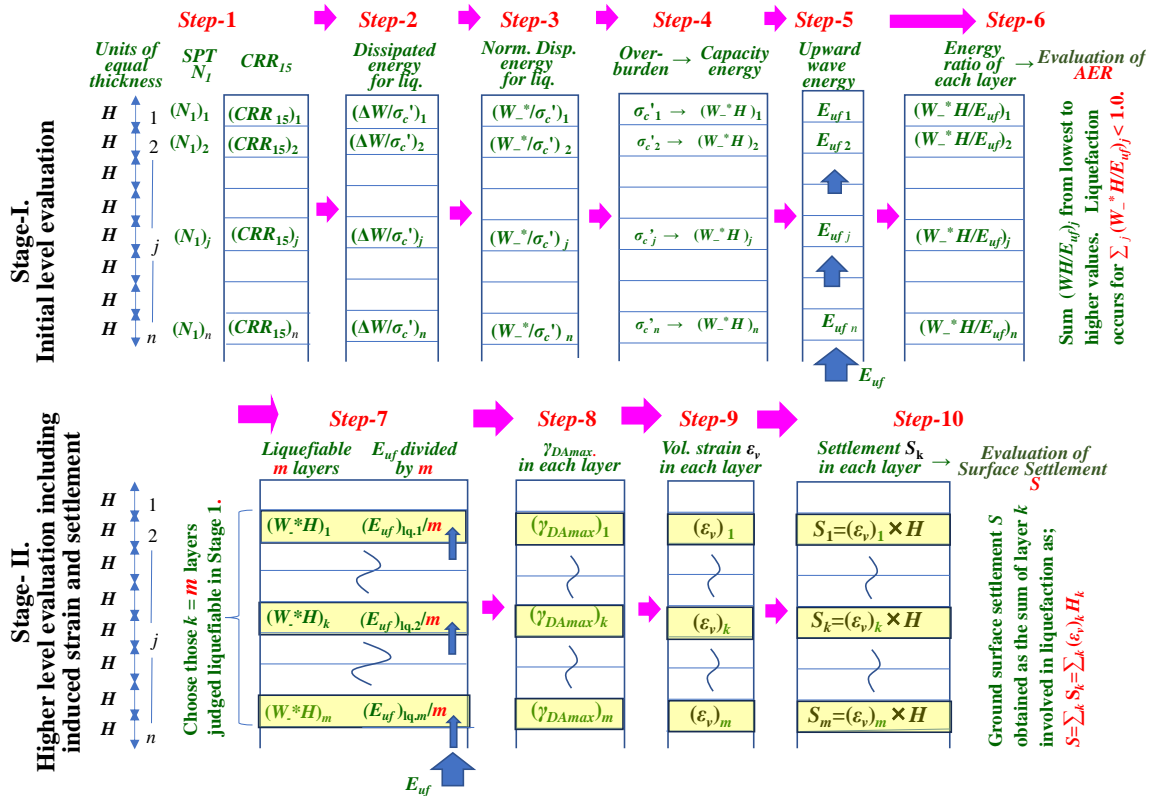 Step-1
Step-2
Step-3
Step-4
Step-5
Step-6
Units of
equal
thickness
SPT
N₁
CRR₁₅
Dissipated
energy
for liq.
Norm. Disp.
energy
for liq.
Over-
burden → Capacity
energy
Upward
wave
energy
Energy
ratio of
each layer
→ Evaluation of
AER
Stage-I.
Initial level evaluation
H 1 (N₁)₁ (CRR₁₅)₁ (ΔW/σc')₁ (W_*/σc')₁ σc'₁ → (W_*H)₁ Euf 1 (W_*H/Euf)₁
H 2 (N₁)₂ (CRR₁₅)₂ (ΔW/σc')₂ (W_*/σc')₂ σc'₂ → (W_*H)₂ Euf 2 (W_*H/Euf)₂
H
H
H j (N₁)j (CRR₁₅)j (ΔW/σc')j (W_*/σc')j σc'j → (W_*H)j Euf j (W_*H/Euf)j
H
H
H n (N₁)n (CRR₁₅)n (ΔW/σc')n (W_*/σc')n σc'n → (W_*H)n Euf n (W_*H/Euf)n
Euf
Sum (WH/Euf)j from lowest to
higher values. Liquefaction
occurs for ∑j (W_*H/Euf)j < 1.0.
Step-7
Step-8
Step-9
Step-10
Liquefiable
m layers
Euf divided
by m
γDAmax.
in each layer
Vol. strain εv
in each layer
Settlement Sk
in each layer
→ Evaluation of
Surface Settlement
S
Stage- II.
Higher level evaluation including
induced strain and settlement
H 1
H 2
H
H
H j
H
H
H n
Choose those k = m layers
judged liquefiable in Stage 1.
(W_*H)₁ (Euf)lq.1/m (γDAmax)₁ (εv)₁ S₁=(εv)₁ × H
(W_*H)k (Euf)lq.2/m (γDAmax)k (εv)k Sk=(εv)k × H
(W_*H)m (Euf)lq.m/m (γDAmax)m (εv)m Sm=(εv)m × H
Euf
Ground surface settlement S
obtained as the sum of layer k
involved in liquefaction as;
S=∑k Sk=∑k (εv)k Hk